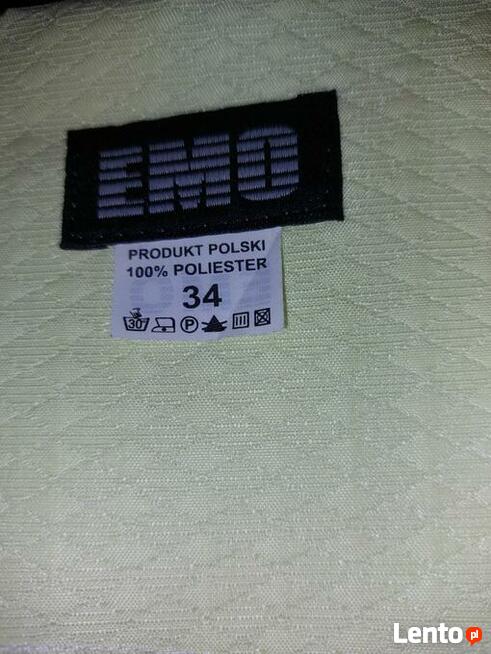 EMO
PRODUKT POLSKI
100% POLIESTER
34
30 P
Lento.pl